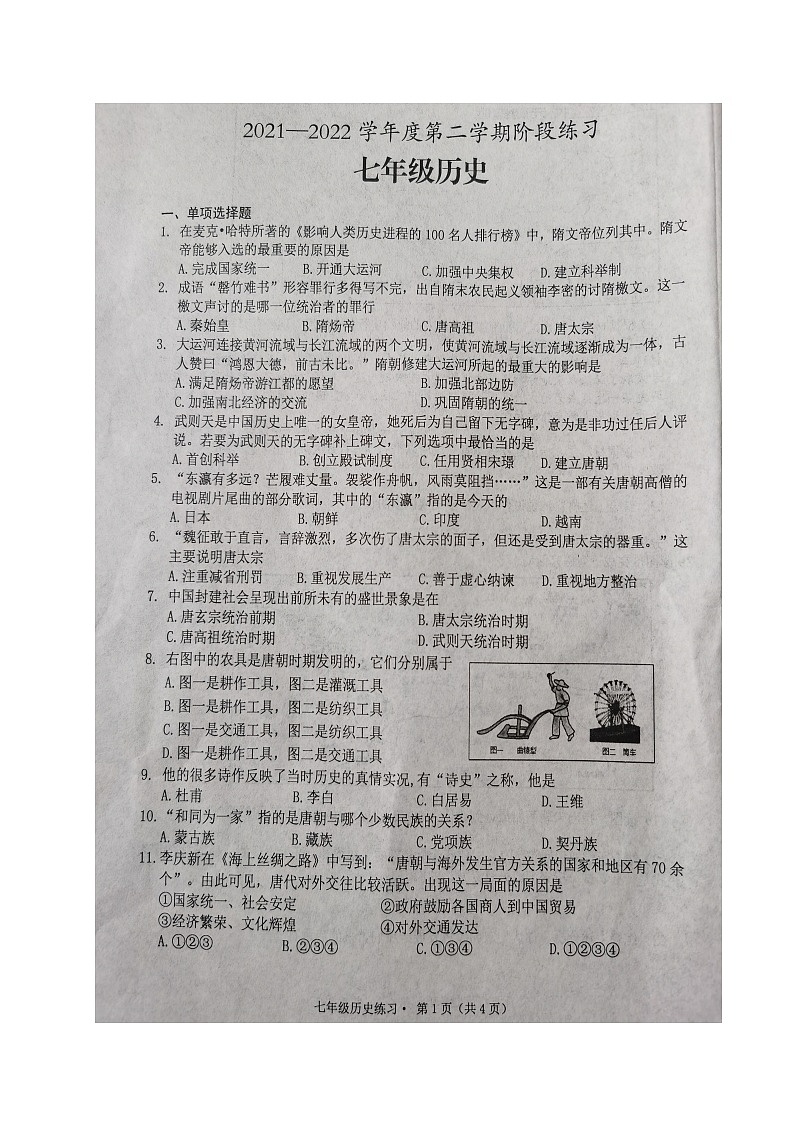 2021—2022 学年度第二学期阶段练习
七年级历史
一、单项选择题
1. 在麦克•哈特所著的《影响人类历史进程的 100 名人排行榜》中，隋文帝位列其中。隋文
帝能够入选的最重要的原因是
A.完成国家统一 B.开通大运河 C.加强中央集权 D.建立科举制
2. 成语“罄竹难书”形容罪行多得写不完，出自隋末农民起义领袖李密的讨隋檄文。这一
檄文声讨的是哪一位统治者的罪行
A.秦始皇 B.隋炀帝 C.唐高祖 D.唐太宗
3. 大运河连接黄河流域与长江流域的两个文明，使黄河流域与长江流域逐渐成为一体，古
人赞曰“鸿恩大德，前古未比。”隋朝修建大运河所起的最重大的影响是
A.满足隋炀帝游江都的愿望 B.加强北部边防
C.加强南北经济的交流 D.巩固隋朝的统一
4. 武则天是中国历史上唯一的女皇帝，她死后为自己留下无字碑，意为是非功过任后人评
说。若要为武则天的无字碑补上碑文，下列选项中最恰当的是
A.首创科举 B.创立殿试制度 C.任用贤相宋璟 D.建立唐朝
5. “东瀛有多远？芒履难丈量。袈裟作舟帆，风雨莫阻挡……”这是一部有关唐朝高僧的
电视剧片尾曲的部分歌词，其中的“东瀛”指的是今天的
A.日本 B.朝鲜 C.印度 D.越南
6. “魏征敢于直言，言辞激烈，多次伤了唐太宗的面子，但还是受到唐太宗的器重。”这
主要说明唐太宗
A.注重减省刑罚 B.重视发展生产 C.善于虚心纳谏 D.重视地方整治
7. 中国封建社会呈现出前所未有的盛世景象是在
A.唐玄宗统治前期 B.唐太宗统治时期
C.唐高祖统治时期 D.武则天统治时期
8. 右图中的农具是唐朝时期发明的，它们分别属于
A.图一是耕作工具，图二是灌溉工具
B.图一是耕作工具，图二是纺织工具
C.图一是交通工具，图二是纺织工具
D.图一是耕作工具，图二是交通工具
图一 曲辕犁 图二 筒车
9. 他的很多诗作反映了当时历史的真情实况,有“诗史”之称，他是
A.杜甫 B.李白 C.白居易 D.王维
10.“和同为一家”指的是唐朝与哪个少数民族的关系？
A.蒙古族 B.藏族 C.党项族 D.契丹族
11.李庆新在《海上丝绸之路》中写到：“唐朝与海外发生官方关系的国家和地区有 70 余
个”。由此可见，唐代对外交往比较活跃。出现这一局面的原因是
①国家统一、社会安定 ②政府鼓励各国商人到中国贸易
③经济繁荣、文化辉煌 ④对外交通发达
A.①②③ B.②③④ C.①③④ D.①②③④
七年级历史练习• 第 1 页（共 4 页）